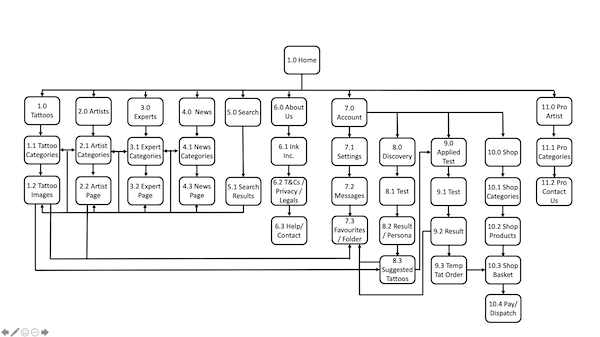 1.0 Home
1.0
Tattoos
2.0 Artists
3.0
Experts
4.0 News
5.0 Search
6.0 About
Us
7.0
Account
11.0 Pro
Artist
1.1 Tattoo
Categories
2.1 Artist
Categories
3.1 Expert
Categories
4.1 News
Categories
6.1 Ink
Inc.
7.1
Settings
8.0
Discovery
9.0
Applied
Test
10.0 Shop
11.1 Pro
Categories
1.2 Tattoo
Images
2.2 Artist
Page
3.2 Expert
Page
4.3 News
Page
5.1 Search
Results
6.2 T&Cs /
Privacy /
Legals
7.2
Messages
8.1 Test
9.1 Test
10.1 Shop
Categories
11.2 Pro
Contact
Us
6.3 Help/
Contact
7.3
Favourites
/ Folder
8.2 Result
/ Persona
9.2 Result
10.2 Shop
Products
8.3
Suggested
Tattoos
9.3 Temp
Tat Order
10.3 Shop
Basket
10.4 Pay/
Dispatch